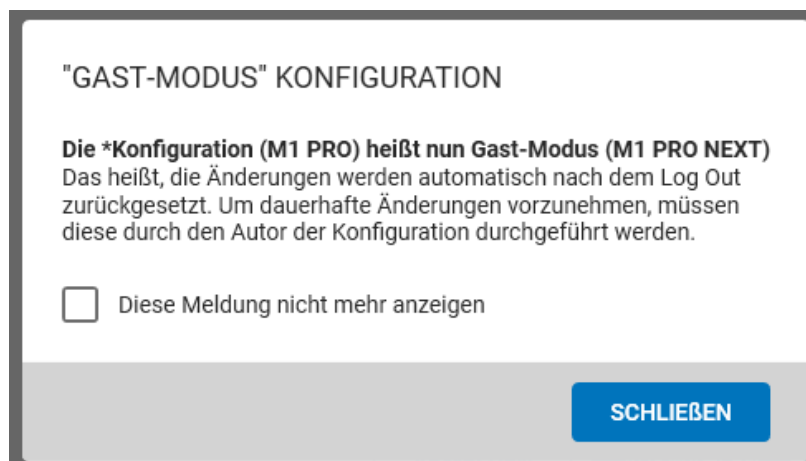 "GAST-MODUS" KONFIGURATION
Die *Konfiguration (M1 PRO) heißt nun Gast-Modus (M1 PRO NEXT)
Das heißt, die Änderungen werden automatisch nach dem Log Out
zurückgesetzt. Um dauerhafte Änderungen vorzunehmen, müssen
diese durch den Autor der Konfiguration durchgeführt werden.
Diese Meldung nicht mehr anzeigen
SCHLIEßEN